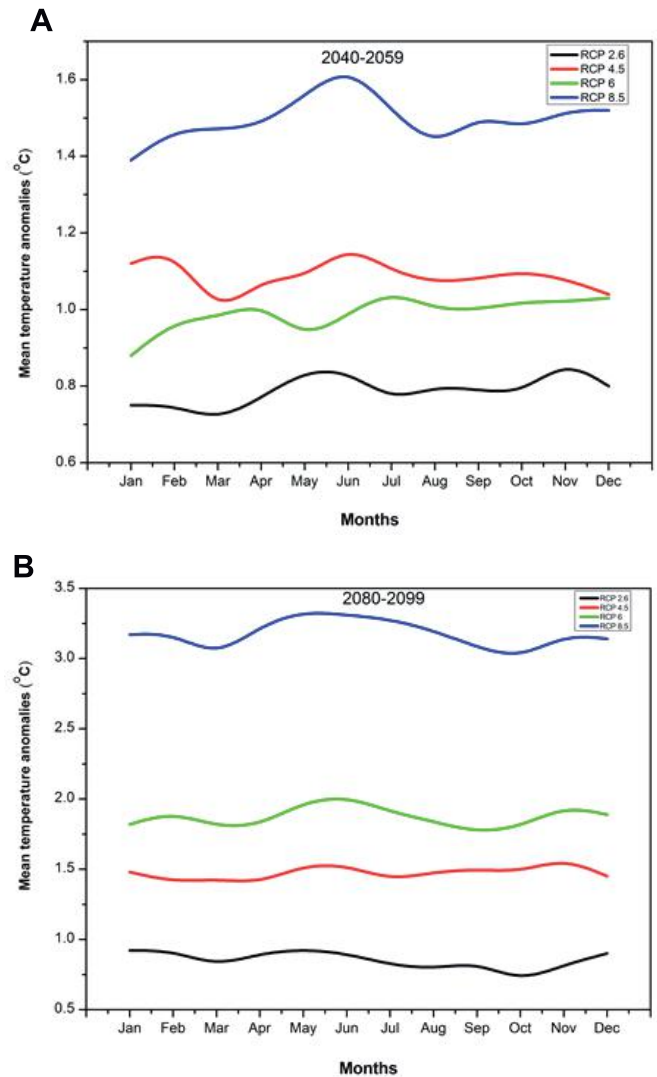 A
2040-2059
RCP 2.6
RCP 4.5
RCP 6
RCP 8.5
Mean temperature anomalies (°C)
1.6
1.4
1.2
1.0
0.8
0.6
Jan Feb Mar Apr May Jun Jul Aug Sep Oct Nov Dec
Months
B
2080-2099
RCP 2.6
RCP 4.5
RCP 6
RCP 8.5
Mean temperature anomalies (°C)
3.5
3.0
2.5
2.0
1.5
1.0
0.5
Jan Feb Mar Apr May Jun Jul Aug Sep Oct Nov Dec
Months